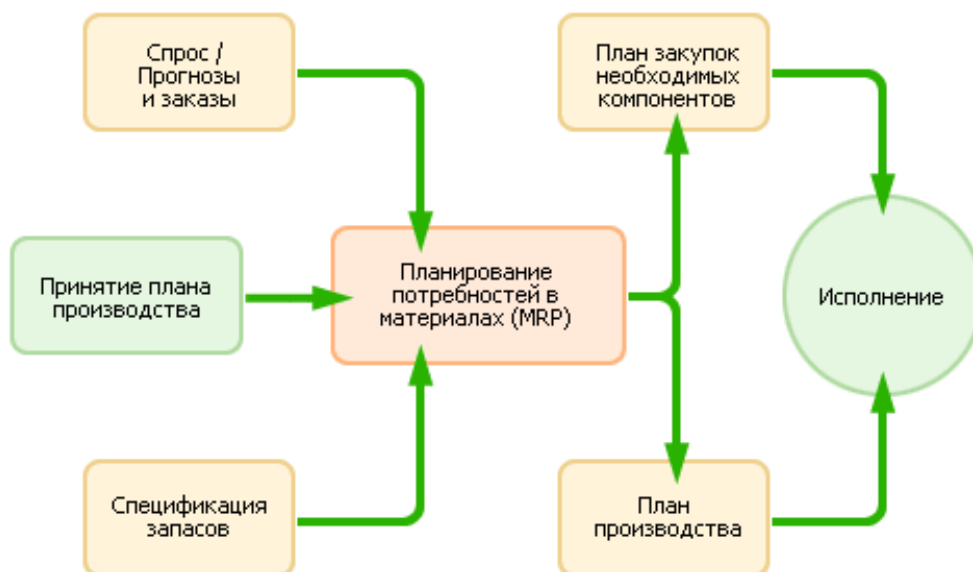 Спрос /
Прогнозы
и заказы
План закупок
необходимых
компонентов
Принятие плана
производства
Планирование
потребностей в
материалах (MRP)
Исполнение
Спецификация
запасов
План
производства